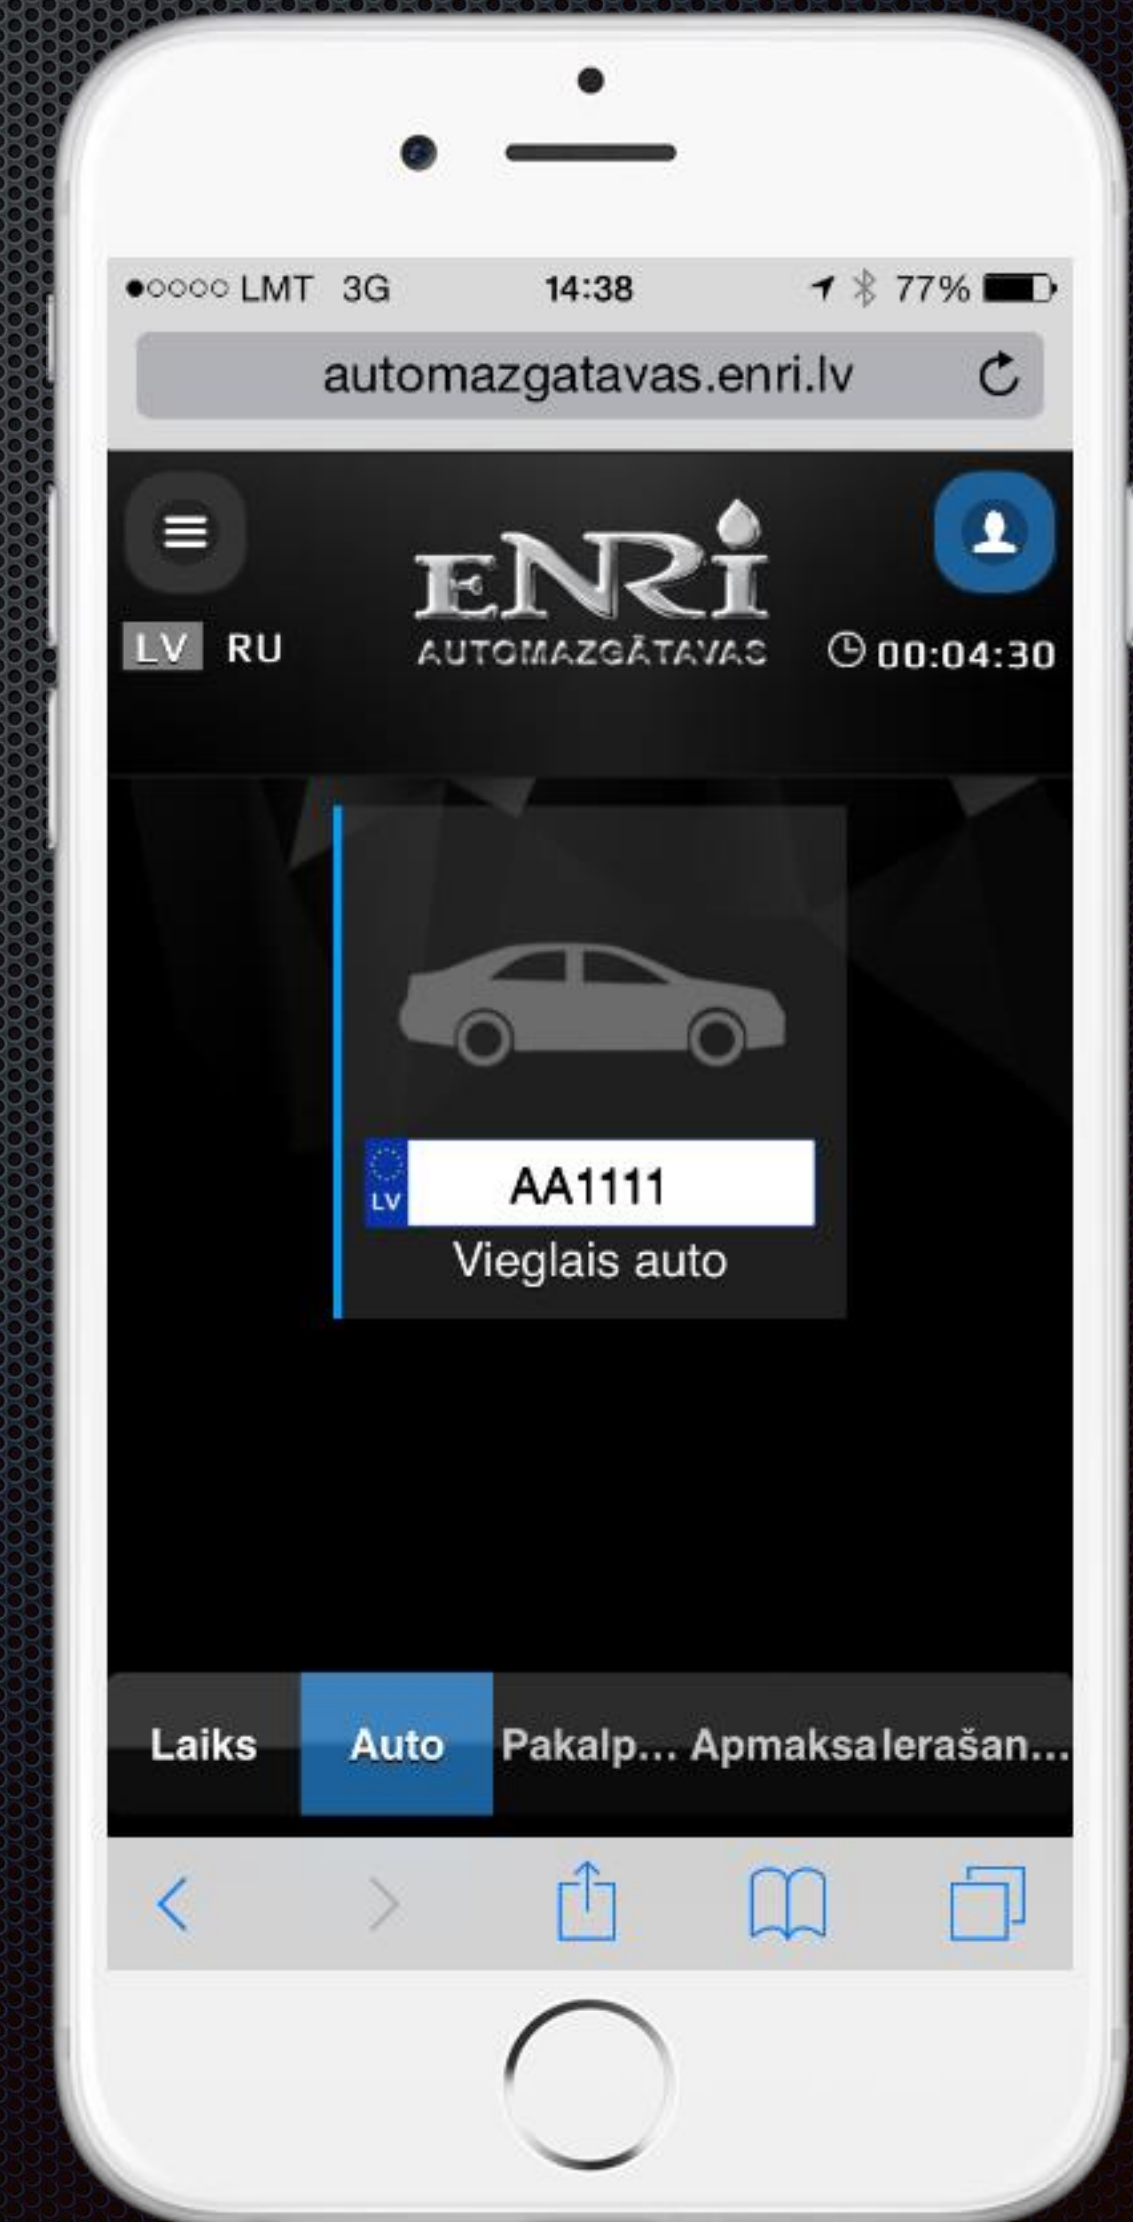 LMT 3G 14:38 77%
automazgatavas.enri.lv
ENRi
AUTOMAZGĀTAVAS
LV RU 00:04:30
LV AA1111
Vieglais auto
Laiks Auto Pakalp... Apmaksa Ierašan...